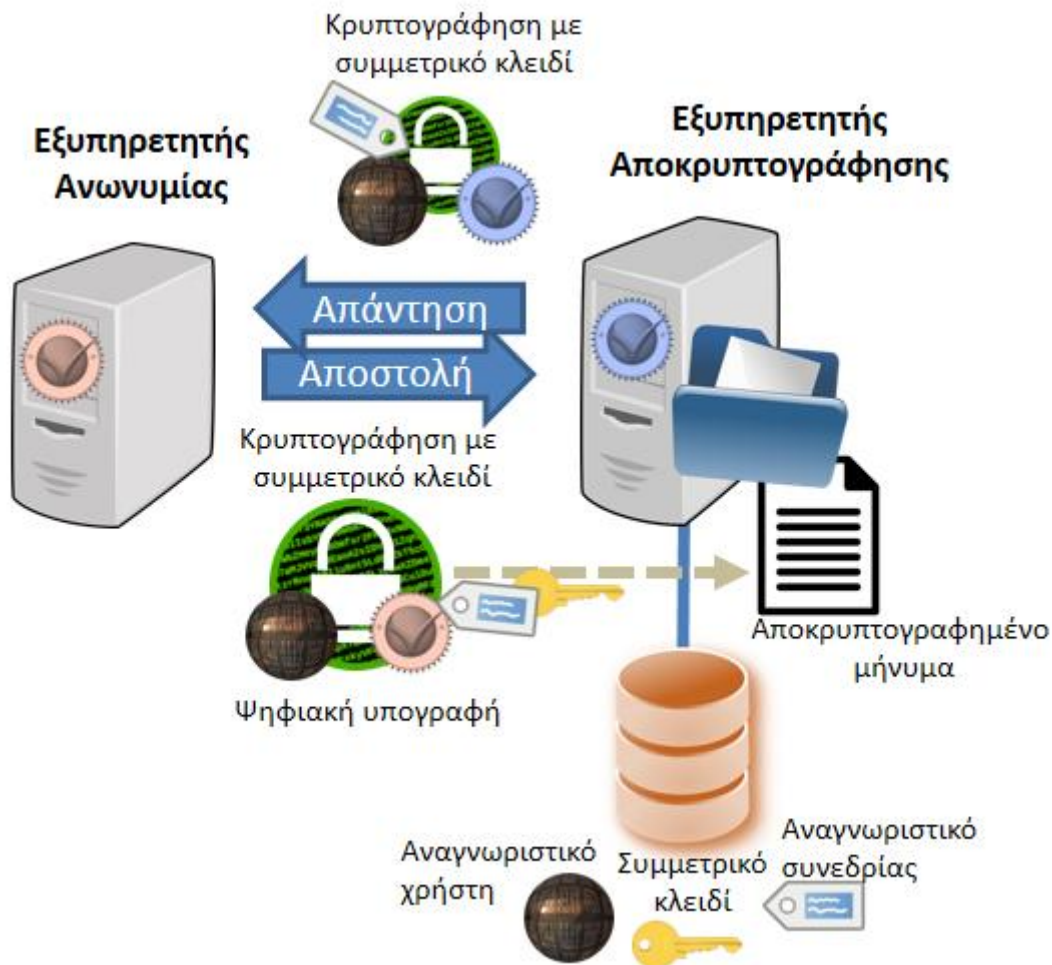 Κρυπτογράφηση με
συμμετρικό κλειδί
Εξυπηρετητής
Ανωνυμίας
Εξυπηρετητής
Αποκρυπτογράφησης
Απάντηση
Αποστολή
Κρυπτογράφηση με
συμμετρικό κλειδί
Ψηφιακή υπογραφή
Αποκρυπτογραφημένο
μήνυμα
Αναγνωριστικό
χρήστη
Συμμετρικό
κλειδί
Αναγνωριστικό
συνεδρίας